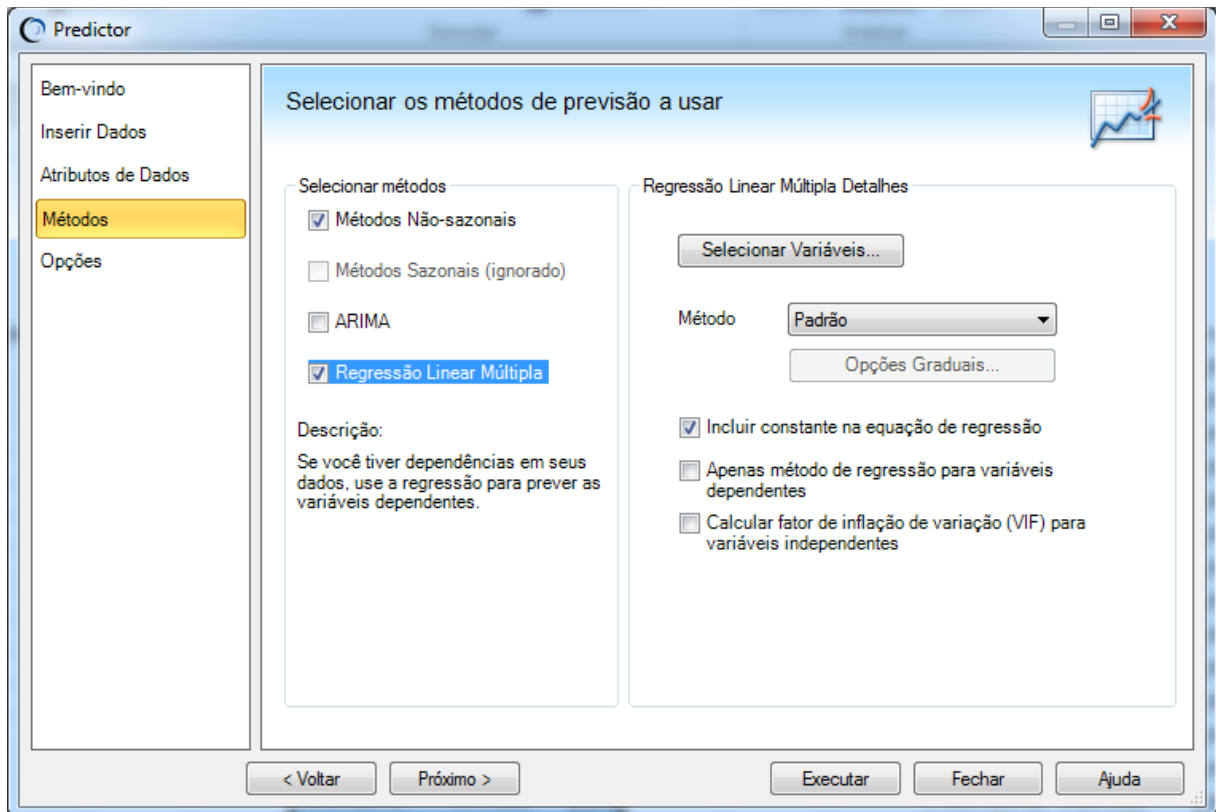 Predictor
Bem-vindo
Inserir Dados
Atributos de Dados
Métodos
Opções
Selecionar os métodos de previsão a usar
Selecionar métodos
Métodos Não-sazonais
Métodos Sazonais (ignorado)
ARIMA
Regressão Linear Múltipla
Descrição:
Se você tiver dependências em seus
dados, use a regressão para prever as
variáveis dependentes.
Regressão Linear Múltipla Detalhes
Selecionar Variáveis...
Método Padrão
Opções Graduais...
Incluir constante na equação de regressão
Apenas método de regressão para variáveis
dependentes
Calcular fator de inflação de variação (VIF) para
variáveis independentes
< Voltar Próximo > Executar Fechar Ajuda